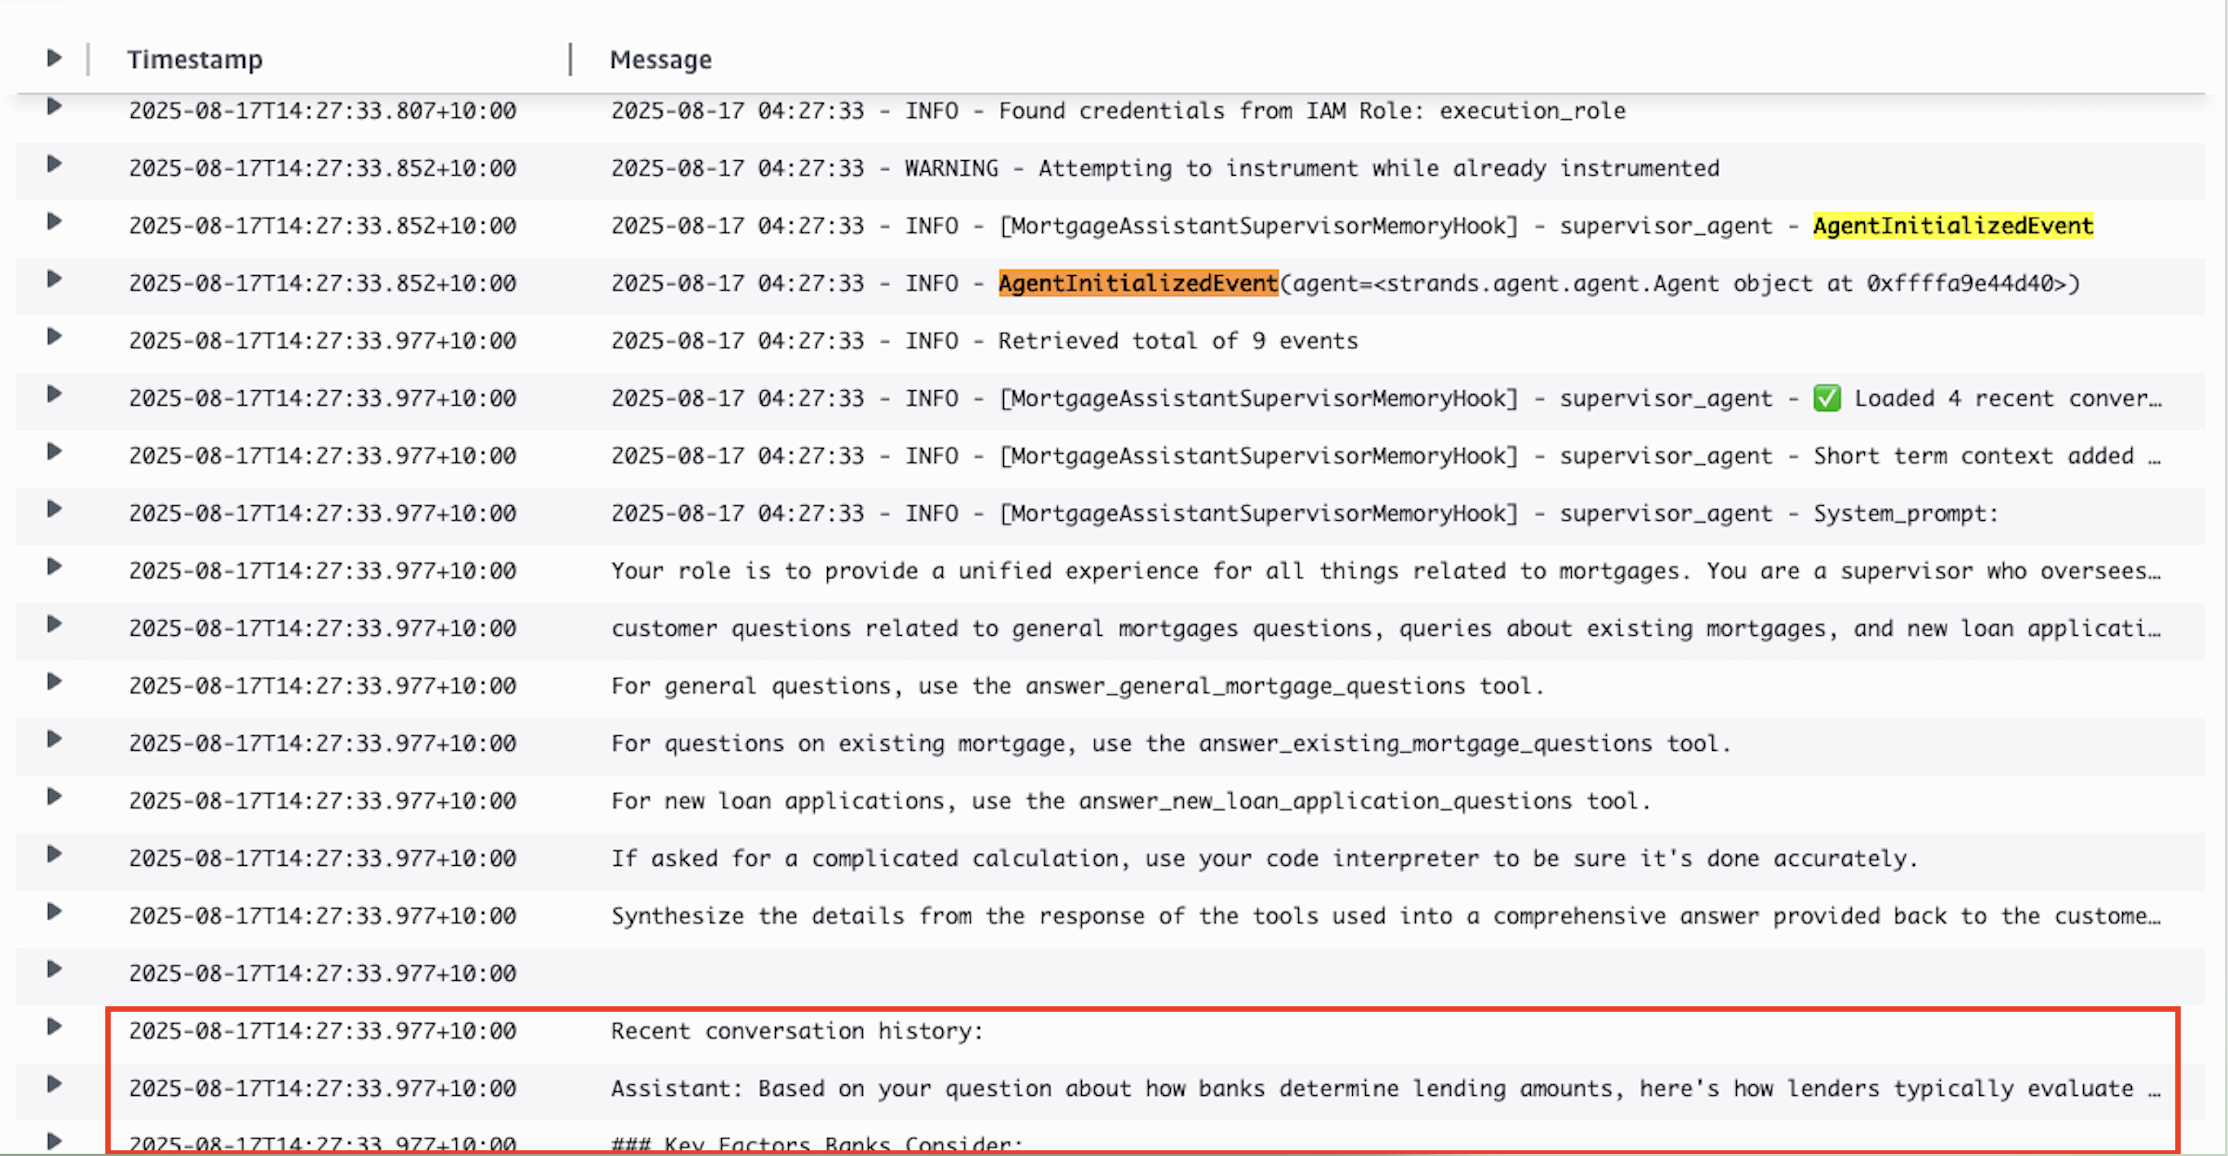 Timestamp Message
2025-08-17T14:27:33.807+10:00 2025-08-17 04:27:33 - INFO - Found credentials from IAM Role: execution_role
2025-08-17T14:27:33.852+10:00 2025-08-17 04:27:33 - WARNING - Attempting to instrument while already instrumented
2025-08-17T14:27:33.852+10:00 2025-08-17 04:27:33 - INFO - [MortgageAssistantSupervisorMemoryHook] - supervisor_agent - AgentInitializedEvent
2025-08-17T14:27:33.852+10:00 2025-08-17 04:27:33 - INFO - AgentInitializedEvent(agent=<strands.agent.agent.Agent object at 0xffffa9e44d40>)
2025-08-17T14:27:33.977+10:00 2025-08-17 04:27:33 - INFO - Retrieved total of 9 events
2025-08-17T14:27:33.977+10:00 2025-08-17 04:27:33 - INFO - [MortgageAssistantSupervisorMemoryHook] - supervisor_agent - ✅ Loaded 4 recent conver…
2025-08-17T14:27:33.977+10:00 2025-08-17 04:27:33 - INFO - [MortgageAssistantSupervisorMemoryHook] - supervisor_agent - Short term context added …
2025-08-17T14:27:33.977+10:00 2025-08-17 04:27:33 - INFO - [MortgageAssistantSupervisorMemoryHook] - supervisor_agent - System_prompt:
2025-08-17T14:27:33.977+10:00 Your role is to provide a unified experience for all things related to mortgages. You are a supervisor who oversees…
2025-08-17T14:27:33.977+10:00 customer questions related to general mortgages questions, queries about existing mortgages, and new loan applicati…
2025-08-17T14:27:33.977+10:00 For general questions, use the answer_general_mortgage_questions tool.
2025-08-17T14:27:33.977+10:00 For questions on existing mortgage, use the answer_existing_mortgage_questions tool.
2025-08-17T14:27:33.977+10:00 For new loan applications, use the answer_new_loan_application_questions tool.
2025-08-17T14:27:33.977+10:00 If asked for a complicated calculation, use your code interpreter to be sure it's done accurately.
2025-08-17T14:27:33.977+10:00 Synthesize the details from the response of the tools used into a comprehensive answer provided back to the custome…
2025-08-17T14:27:33.977+10:00
2025-08-17T14:27:33.977+10:00 Recent conversation history:
2025-08-17T14:27:33.977+10:00 Assistant: Based on your question about how banks determine lending amounts, here's how lenders typically evaluate …
2025-08-17T14:27:33.977+10:00 ### Key Factors Banks Consider: